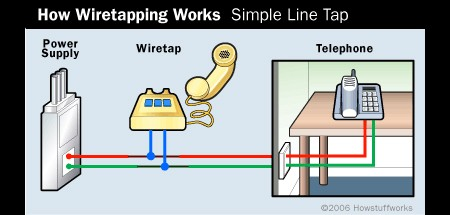 How Wiretapping Works Simple Line Tap
Power
Supply
Wiretap
Telephone
©2006 Howstuffworks